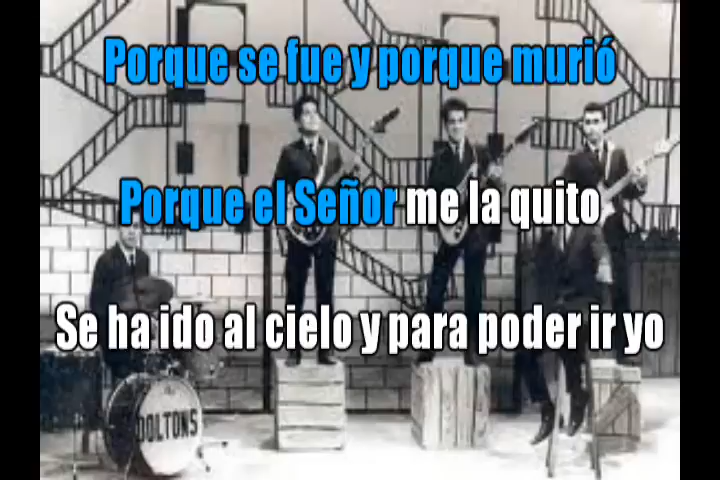 Porque se fue y porque murió
Porque el Señor me la quito
Se ha ido al cielo y para poder ir yo
DOLTONS